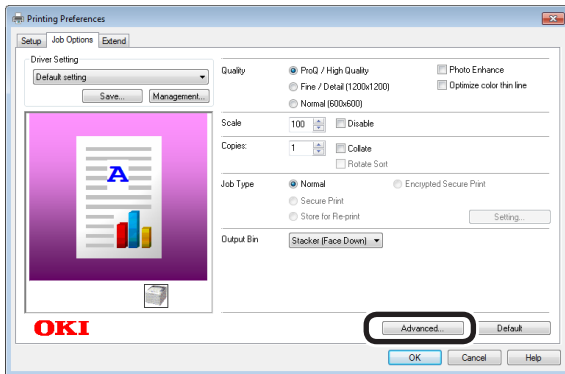 Printing Preferences
Setup Job Options Extend
Driver Setting
Default setting
Save... Management...
A
OKI
Quality ProQ / High Quality Photo Enhance
Fine / Detail (1200x1200) Optimize color thin line
Normal (600x600)
Scale 100 Disable
Copies: 1 Collate
Rotate Sort
Job Type Normal Encrypted Secure Print
Secure Print
Store for Re-print Setting...
Output Bin Stacker (Face Down)
Advanced... Default
OK Cancel Help